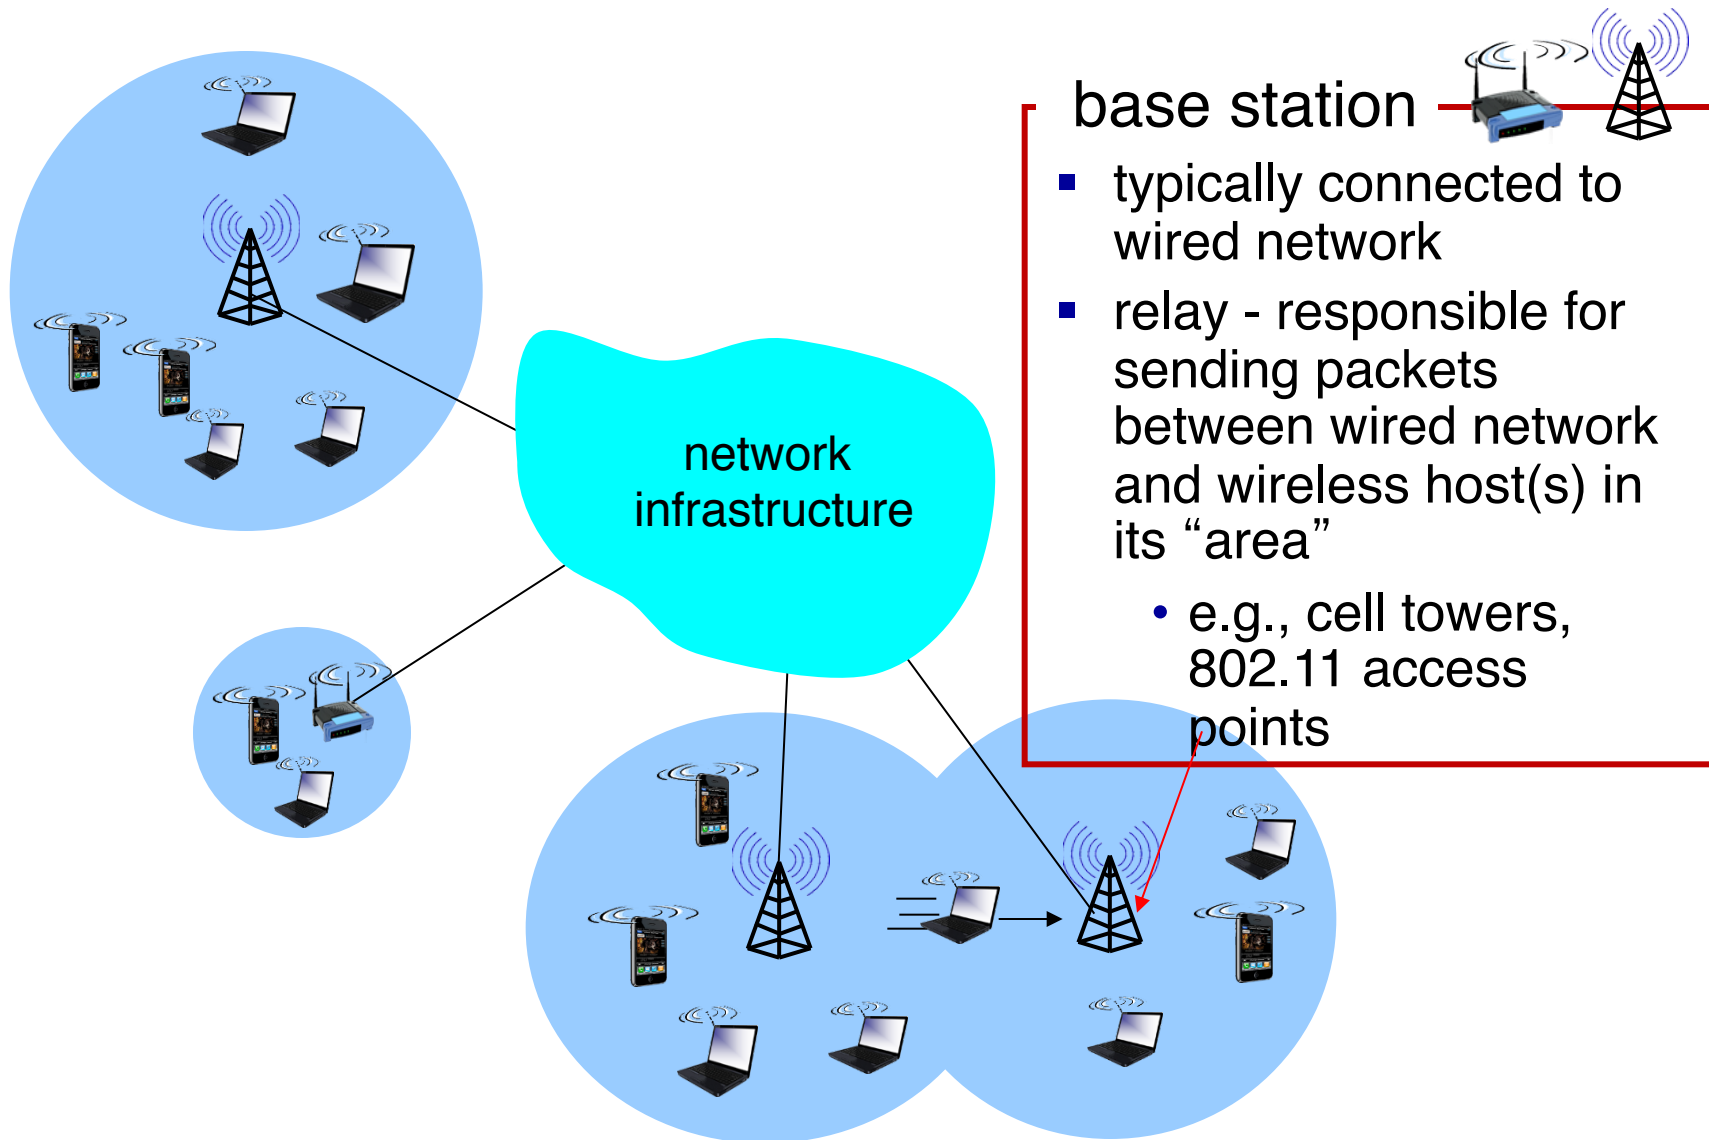 base station
▪ typically connected to
wired network
▪ relay - responsible for
sending packets
between wired network
and wireless host(s) in
its “area”
• e.g., cell towers,
802.11 access
points
network
infrastructure